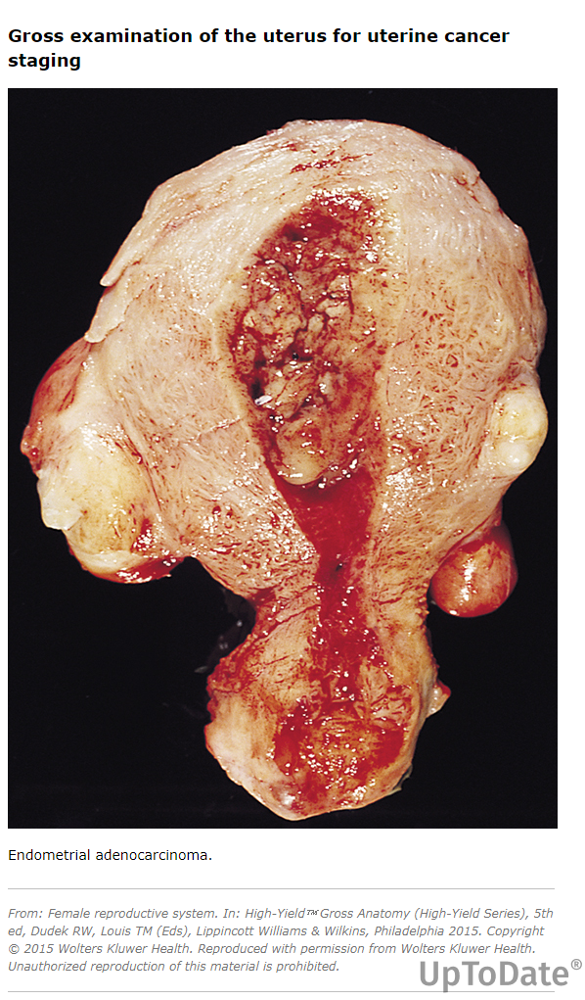 Gross examination of the uterus for uterine cancer
staging
Endometrial adenocarcinoma.
From: Female reproductive system. In: High-Yield™Gross Anatomy (High-Yield Series), 5th
ed, Dudek RW, Louis TM (Eds), Lippincott Williams & Wilkins, Philadelphia 2015. Copyright
© 2015 Wolters Kluwer Health. Reproduced with permission from Wolters Kluwer Health.
Unauthorized reproduction of this material is prohibited.
UpToDate®